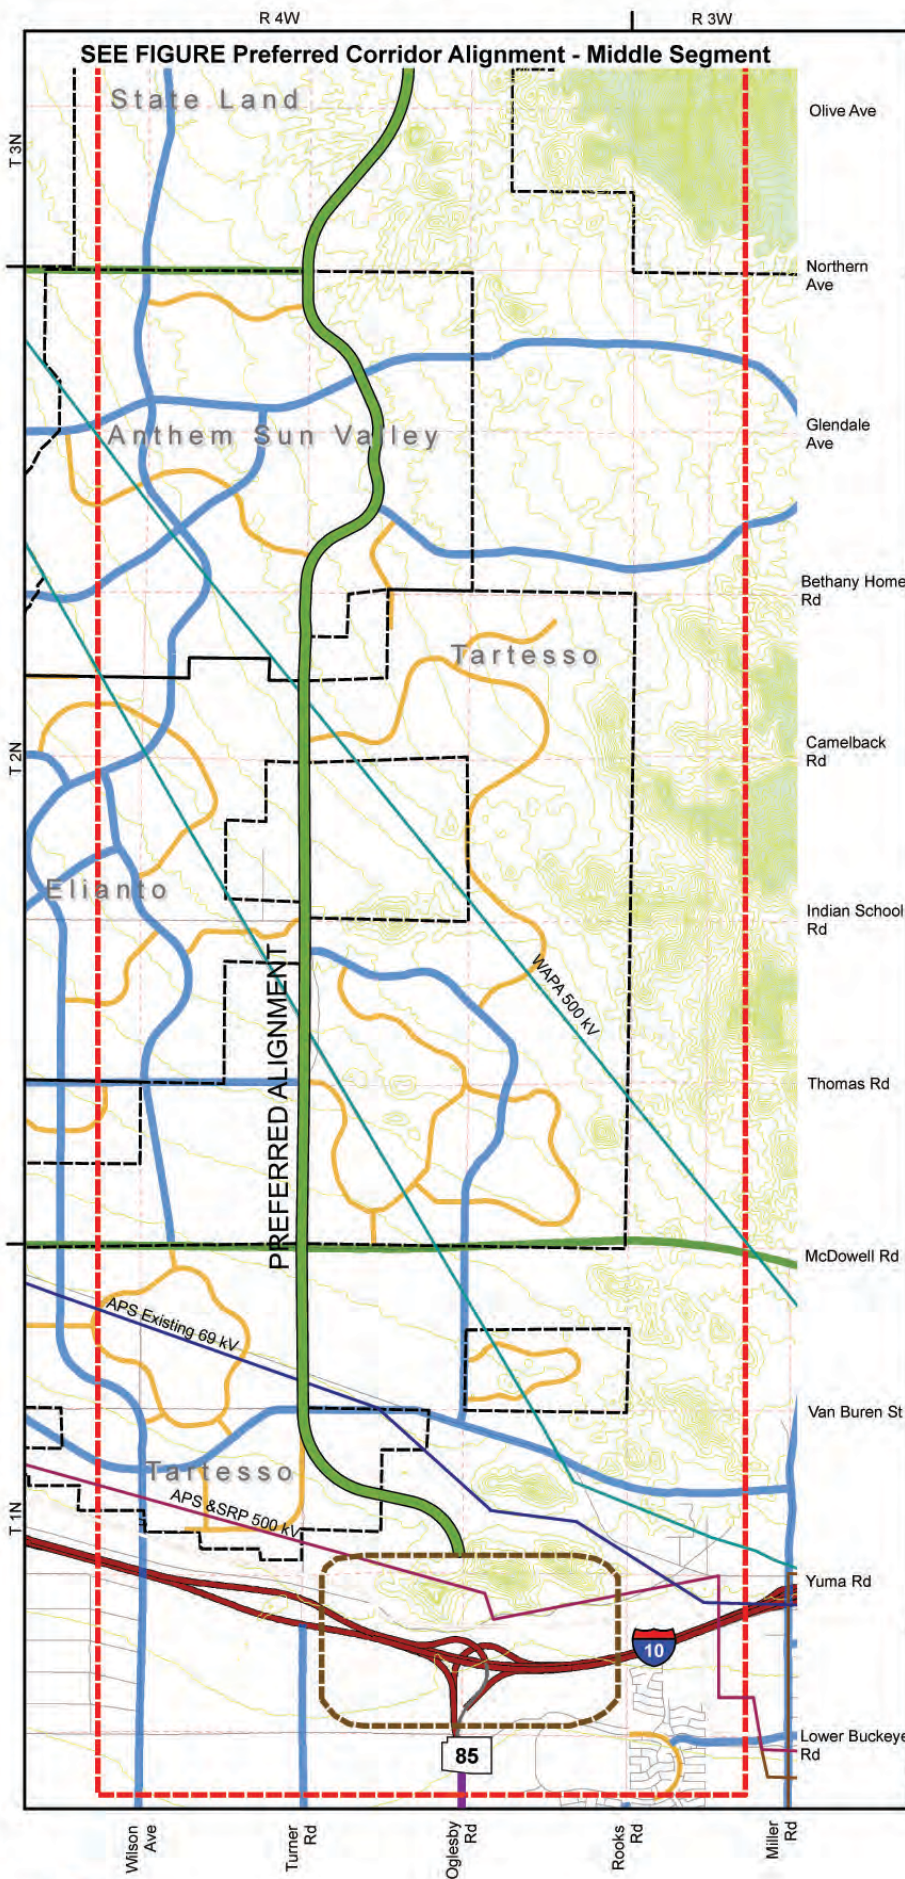 R 4W
R 3W
SEE FIGURE Preferred Corridor Alignment - Middle Segment
State Land
Olive Ave
T3N
Northern
Ave
Anthem Sun Valley
Glendale
Ave
Bethany Home
Rd
Tartesso
Camelback
Rd
T2N
Elianto
Indian School
Rd
WAPA 500 kV
PREFERRED ALIGNMENT
Thomas Rd
McDowell Rd
APS Existing 69 kV
Van Buren St
Tartesso
APS &SRP 500 kV
T1N
Yuma Rd
10
85
Lower Buckeye
Rd
Wilson
Ave
Turner
Rd
Oglesby
Rd
Rooks
Rd
Miller
Rd